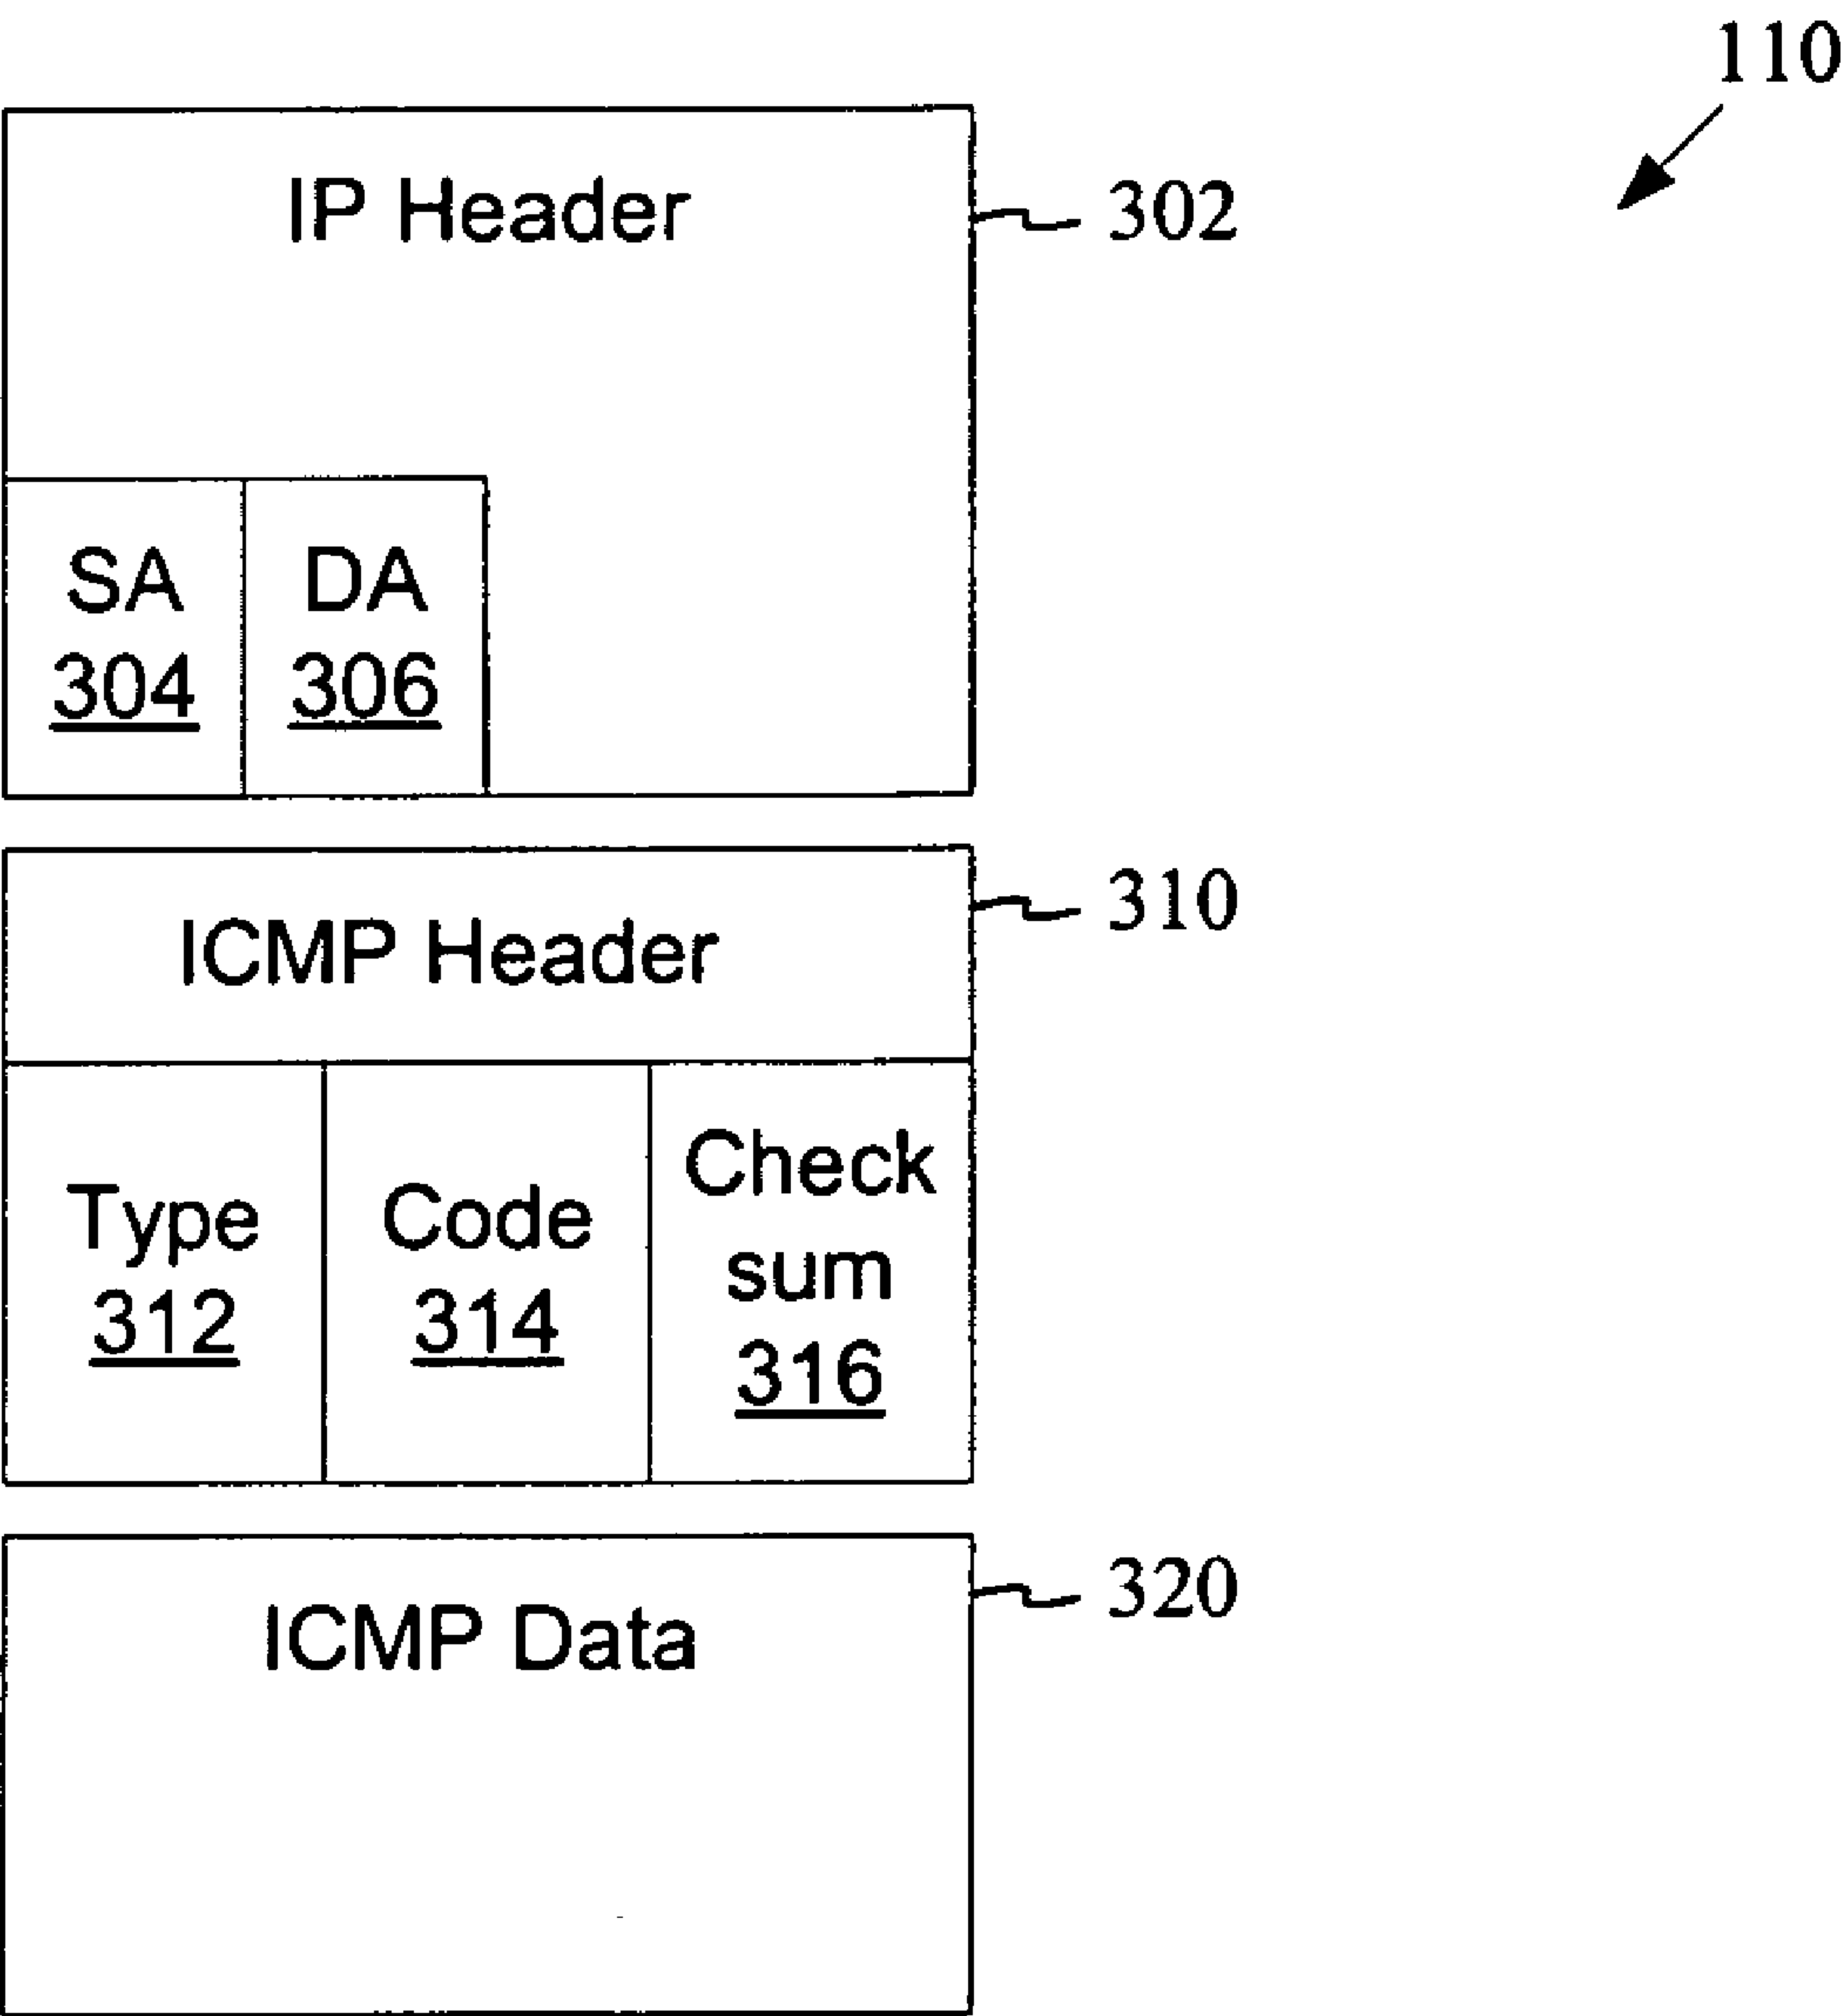 110
IP Header
302
SA
304
DA
306
ICMP Header
310
Type
312
Code
314
Check
sum
316
ICMP Data
320